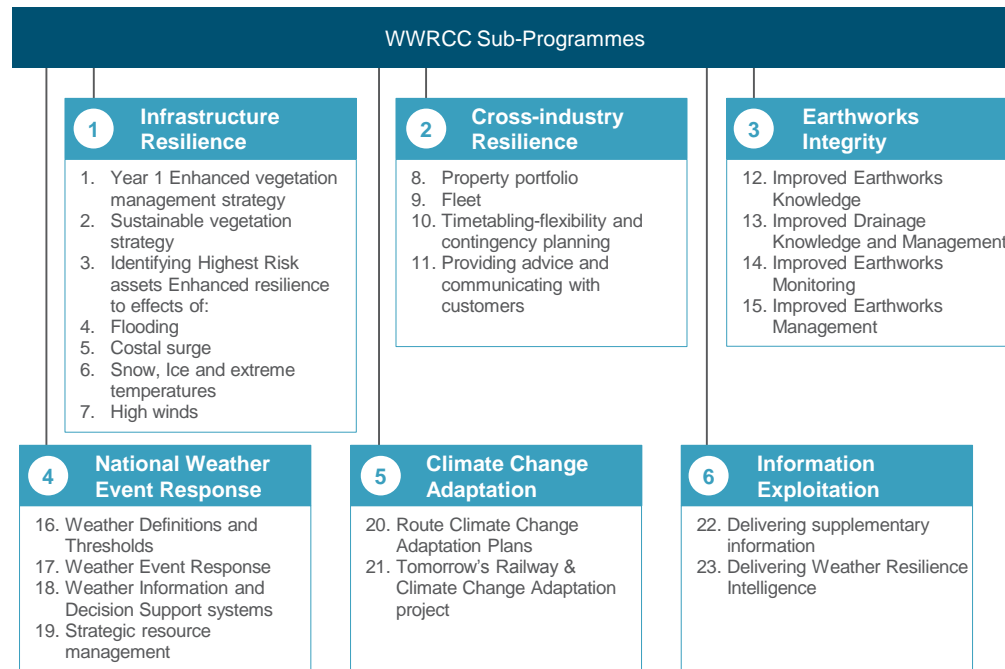 WWRCC Sub-Programmes
1
Infrastructure
Resilience
1. Year 1 Enhanced vegetation
management strategy
2. Sustainable vegetation
strategy
3. Identifying Highest Risk
assets Enhanced resilience
to effects of:
4. Flooding
5. Costal surge
6. Snow, Ice and extreme
temperatures
7. High winds
2
Cross-industry
Resilience
8. Property portfolio
9. Fleet
10. Timetabling-flexibility and
contingency planning
11. Providing advice and
communicating with
customers
3
Earthworks
Integrity
12. Improved Earthworks
Knowledge
13. Improved Drainage
Knowledge and Management
14. Improved Earthworks
Monitoring
15. Improved Earthworks
Management
4
National Weather
Event Response
16. Weather Definitions and
Thresholds
17. Weather Event Response
18. Weather Information and
Decision Support systems
19. Strategic resource
management
5
Climate Change
Adaptation
20. Route Climate Change
Adaptation Plans
21. Tomorrow's Railway &
Climate Change Adaptation
project
6
Information
Exploitation
22. Delivering supplementary
information
23. Delivering Weather Resilience
Intelligence